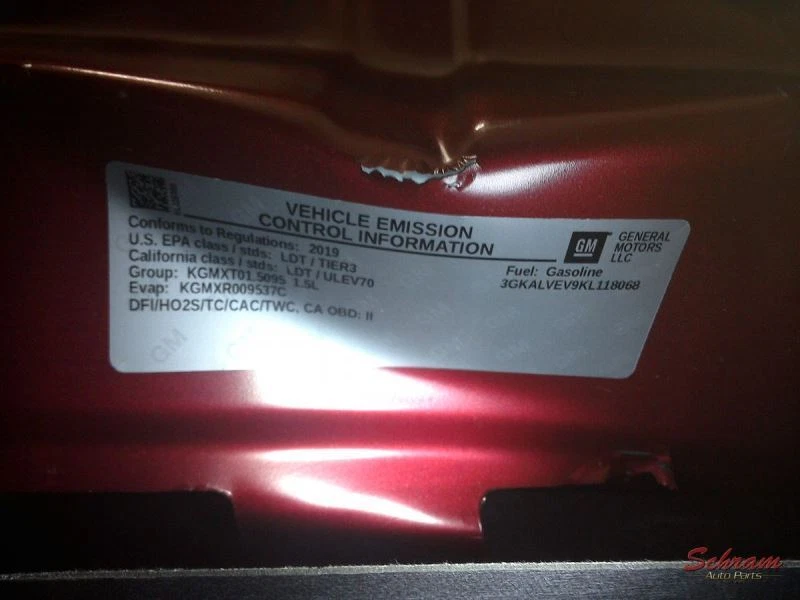 VEHICLE EMISSION
CONTROL INFORMATION
GM
GENERAL
MOTORS
LLC
Conforms to Regulations: 2019
U.S. EPA class / stds: LDT / TIER3
California class / stds: LDT / ULEV70
Group: KGMXT01.5095 1.5L
Evap: KGMXR009537C
DFI/HO2S/TC/CAC/TWC, CA OBD: II
Fuel: Gasoline
3GKALVEV9KL118068
Schram
Auto Parts